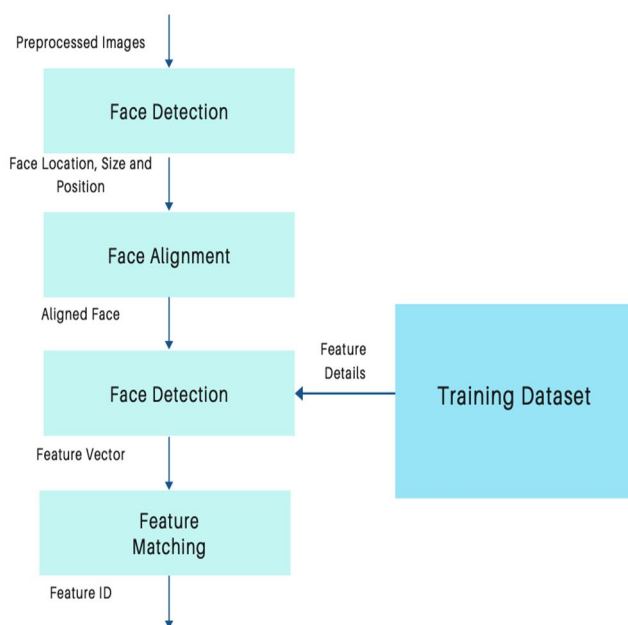 Preprocessed Images
Face Detection
Face Location, Size and
Position
Face Alignment
Aligned Face
Face Detection
Feature
Details
Training Dataset
Feature Vector
Feature
Matching
Feature ID